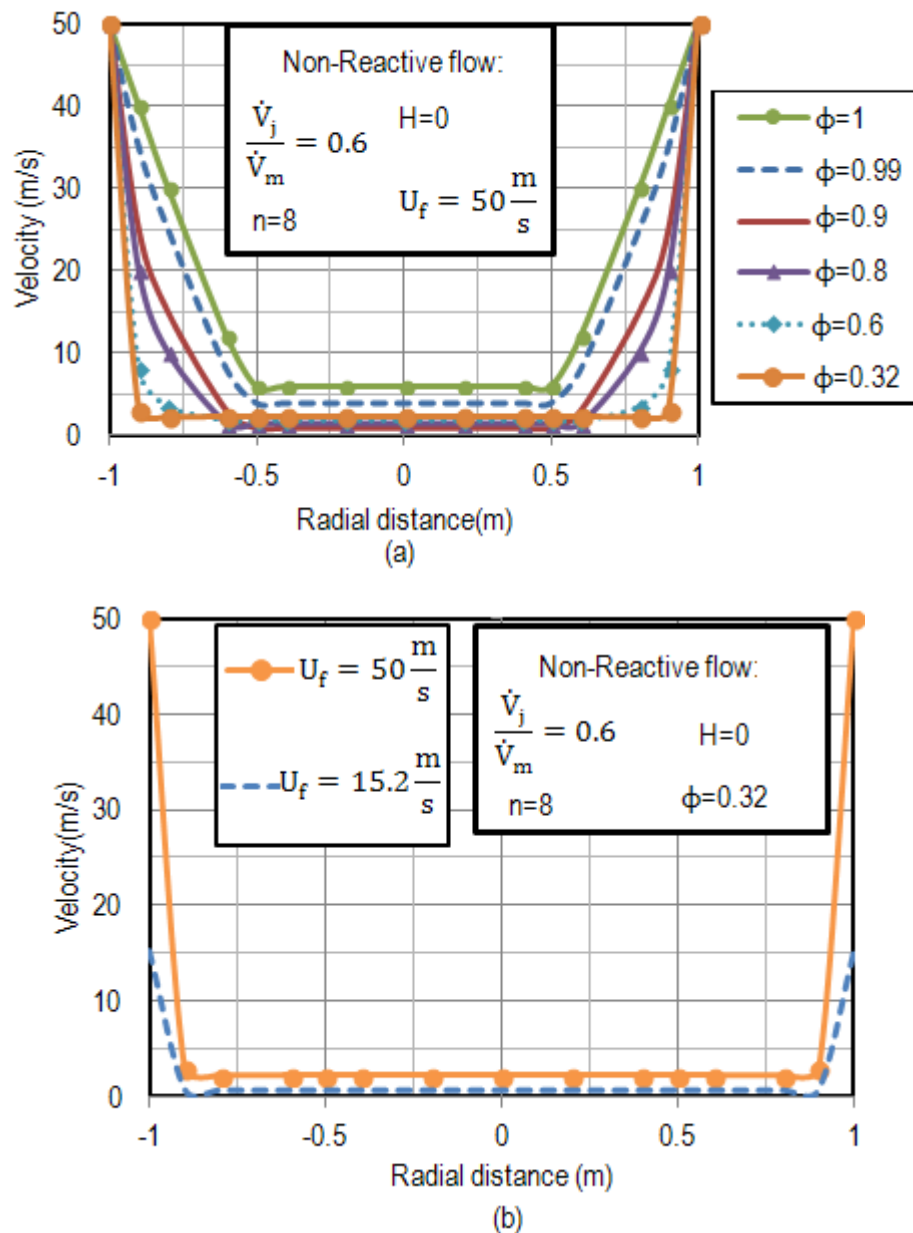 50
40
30
20
10
0
Velocity (m/s)
Non-Reactive flow:
V̇j/V̇m = 0.6
H=0
n=8
Uf = 50 m/s
ϕ=1
ϕ=0.99
ϕ=0.9
ϕ=0.8
ϕ=0.6
ϕ=0.32
-1 -0.5 0 0.5 1
Radial distance(m)
(a)
50
40
30
20
10
0
Velocity(m/s)
Uf = 50 m/s
Uf = 15.2 m/s
Non-Reactive flow:
V̇j/V̇m = 0.6
H=0
n=8
ϕ=0.32
-1 -0.5 0 0.5 1
Radial distance (m)
(b)